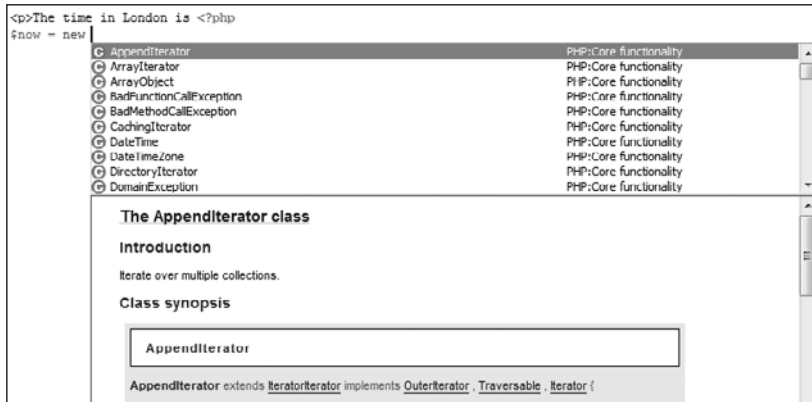 <p>The time in London is <?php
$now = new
AppendIterator PHP:Core functionality
ArrayIterator PHP:Core functionality
ArrayObject PHP:Core functionality
BadFunctionCallException PHP:Core functionality
BadMethodCallException PHP:Core functionality
CachingIterator PHP:Core functionality
DateTime PHP:Core functionality
DateTimeZone PHP:Core functionality
DirectoryIterator PHP:Core functionality
DomainException PHP:Core functionality
The AppendIterator class
Introduction
Iterate over multiple collections.
Class synopsis
AppendIterator
AppendIterator extends IteratorIterator implements OuterIterator , Traversable , Iterator {